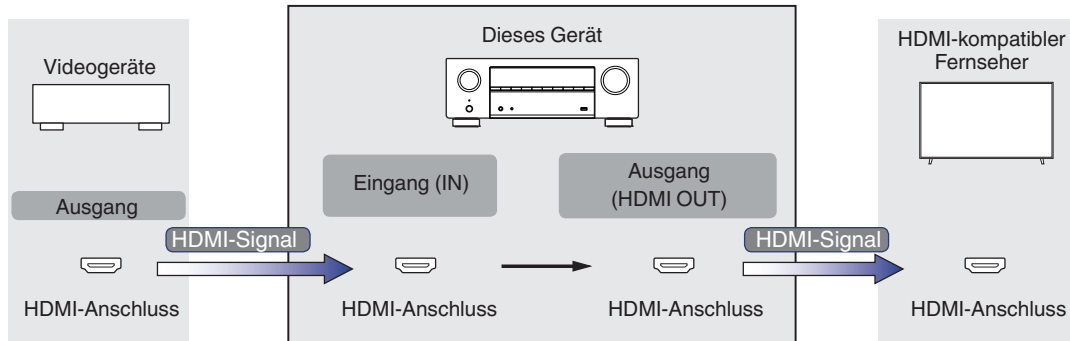 Videogeräte
Ausgang
HDMI-Signal
HDMI-Anschluss
Dieses Gerät
Eingang (IN)
HDMI-Anschluss
Ausgang
(HDMI OUT)
HDMI-Anschluss
HDMI-Signal
HDMI-kompatibler
Fernseher
HDMI-Anschluss